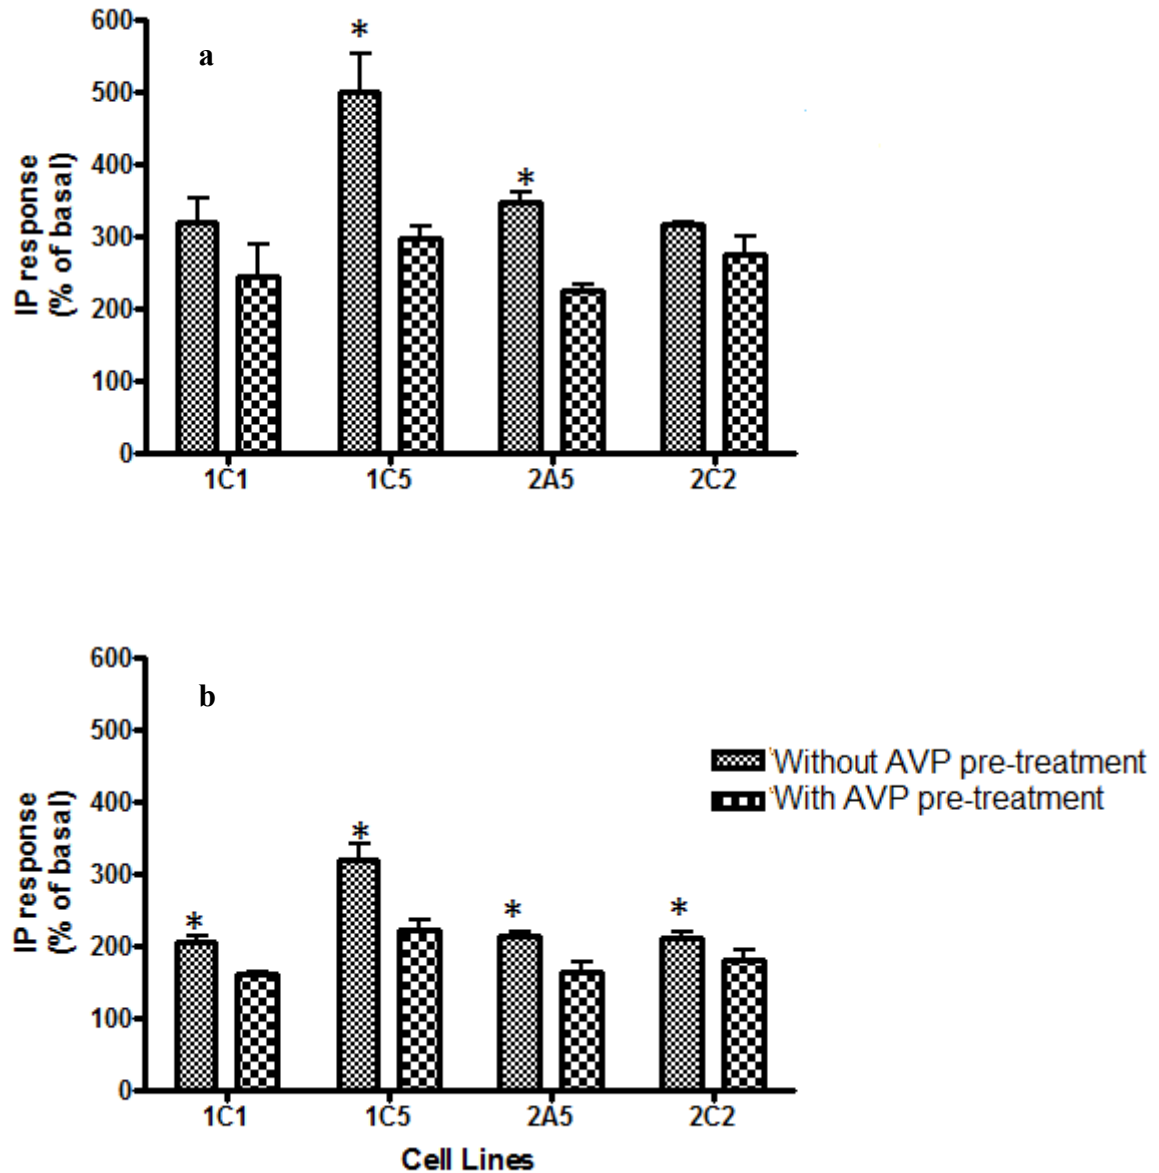 600
500
400
300
200
100
0
IP response
(% of basal)
a
*
*
1C1
1C5
2A5
2C2
600
500
400
300
200
100
0
IP response
(% of basal)
b
*
*
*
*
Without AVP pre-treatment
With AVP pre-treatment
1C1
1C5
2A5
2C2
Cell Lines